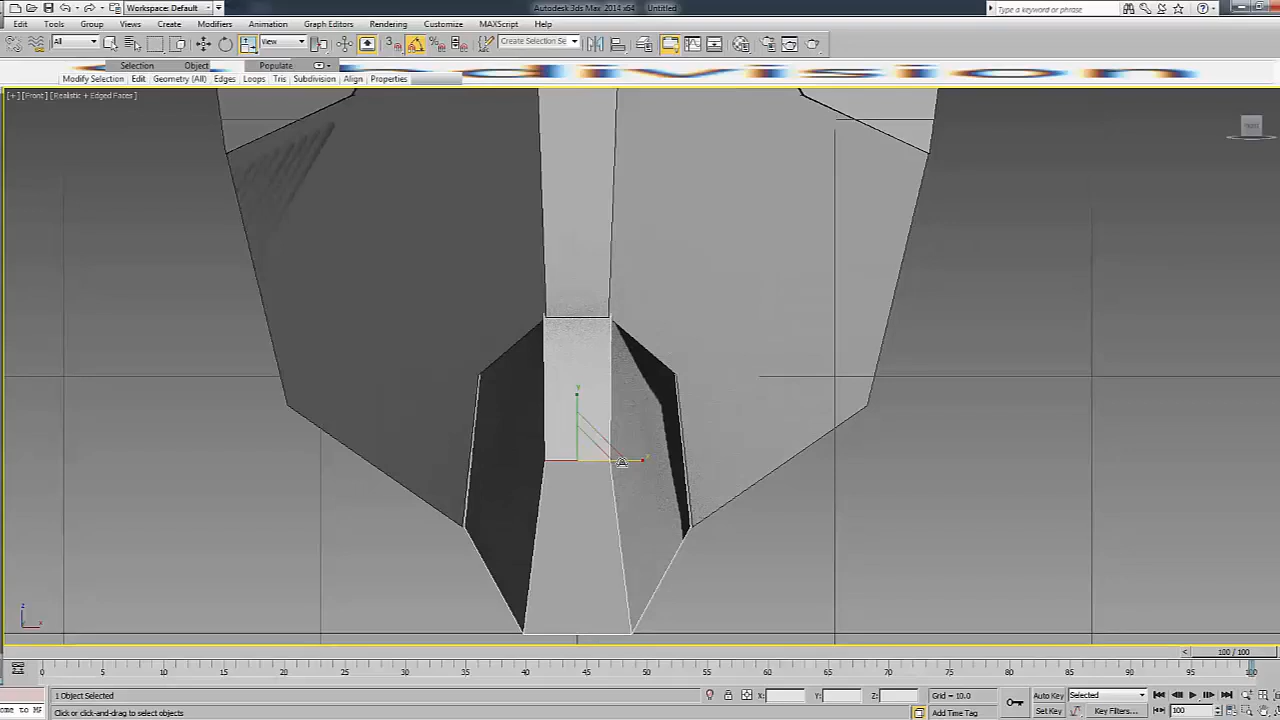 Workspace: Default
Autodesk 3ds Max 2014 x64 Untitled
Type a keyword or phrase
Edit Tools Group Views Create Modifiers Animation Graph Editors Rendering Customize MAXScript Help
All View Create Selection Se
Selection Object Populate
Modify Selection Edit Geometry (All) Edges Loops Tris Subdivision Align Properties
[+] [Front] [Realistic + Edged Faces]
FRONT
y
x
z
x
100 / 100
0 5 10 15 20 25 30 35 40 45 50 55 60 65 70 75 80 85 90 95 100
1 Object Selected X: Y: Z: Grid = 10.0 Auto Key Selected
ome to MF Click or click-and-drag to select objects Add Time Tag Set Key Key Filters... 100